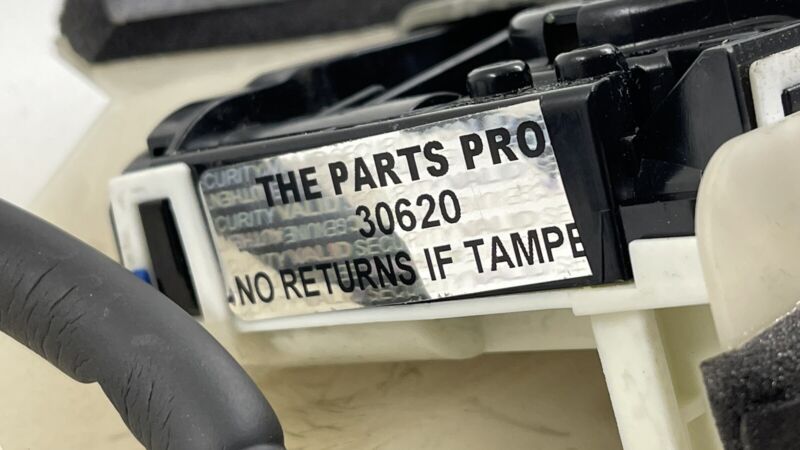 THE PARTS PRO
30620
NO RETURNS IF TAMPE